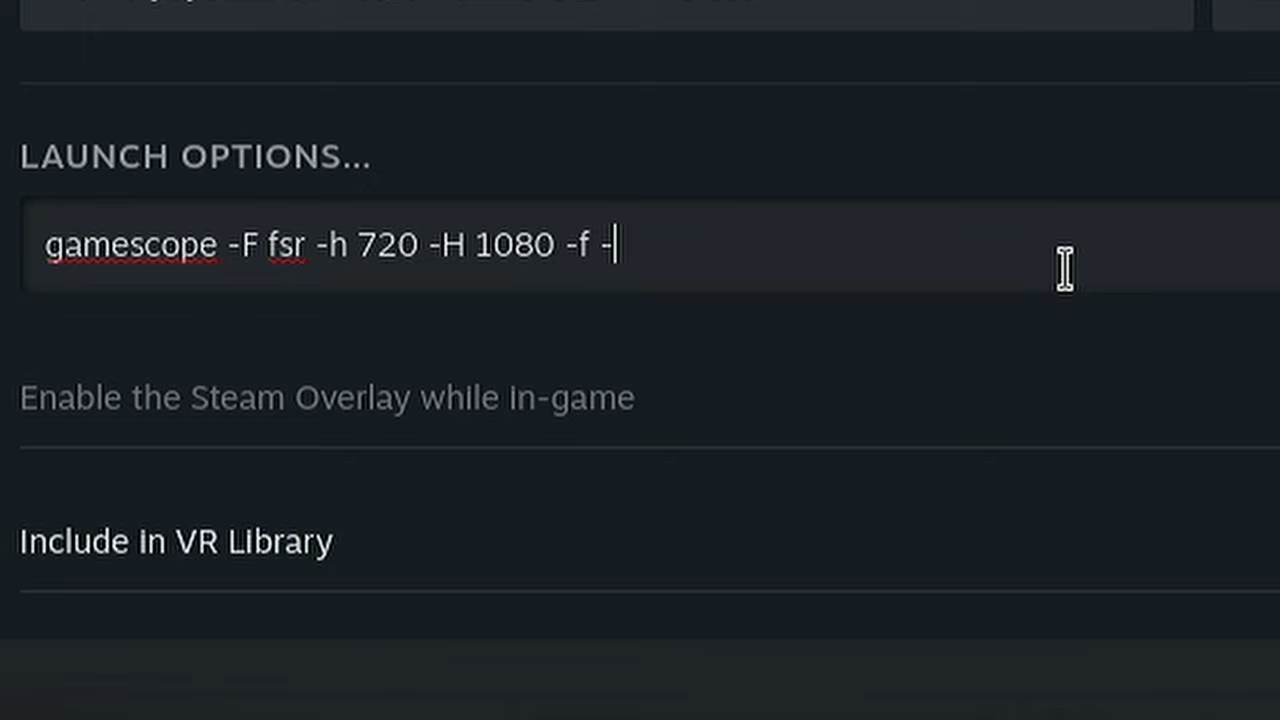 LAUNCH OPTIONS...
gamescope -F fsr -h 720 -H 1080 -f -
Enable the Steam Overlay while in-game
Include in VR Library